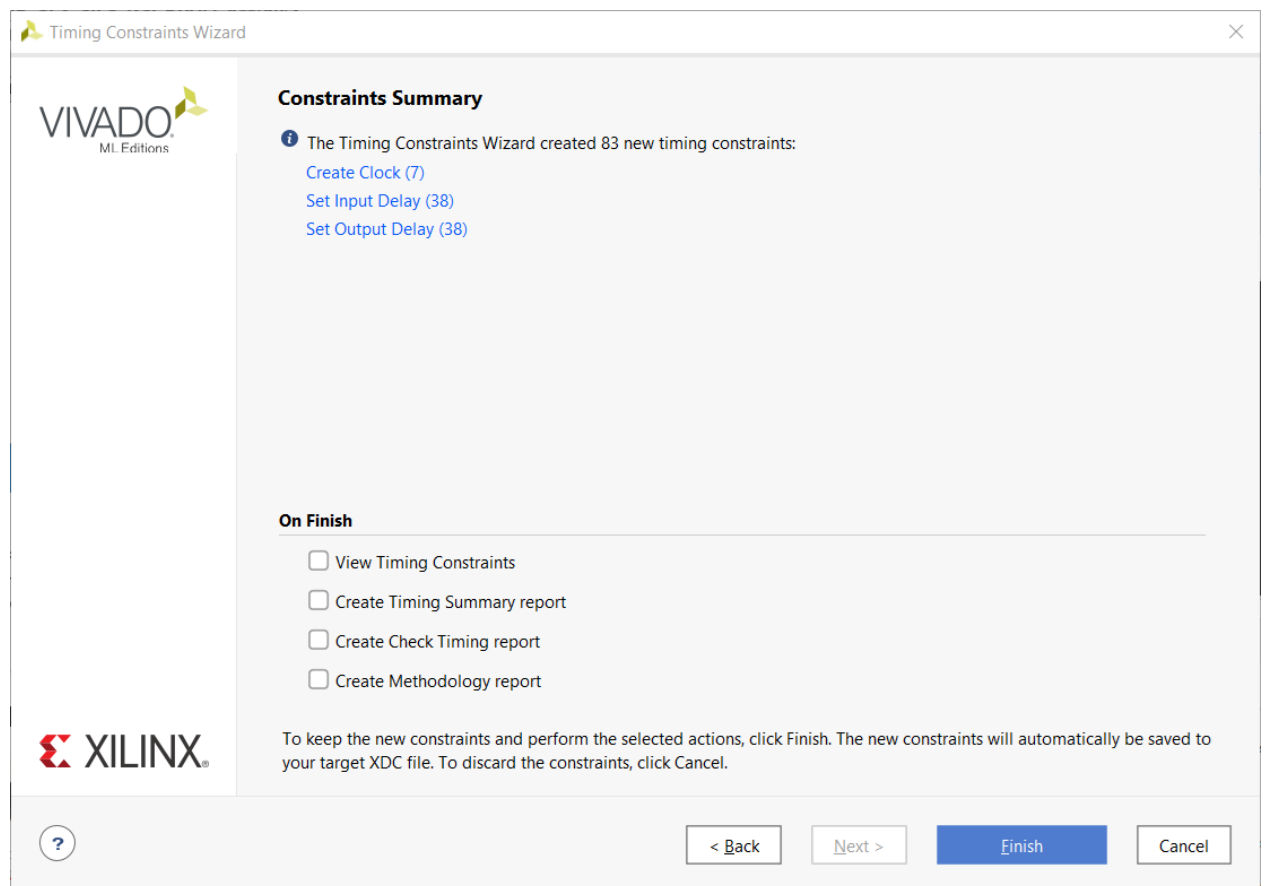 Timing Constraints Wizard
VIVADO.
ML Editions
Constraints Summary
The Timing Constraints Wizard created 83 new timing constraints:
Create Clock (7)
Set Input Delay (38)
Set Output Delay (38)
On Finish
View Timing Constraints
Create Timing Summary report
Create Check Timing report
Create Methodology report
XILINX.
To keep the new constraints and perform the selected actions, click Finish. The new constraints will automatically be saved to
your target XDC file. To discard the constraints, click Cancel.
?
< Back
Next >
Finish
Cancel